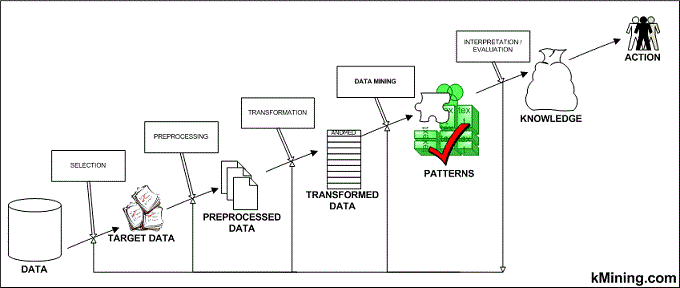 INTERPRETATION /
EVALUATION
ACTION
DATA MINING
KNOWLEDGE
TRANSFORMATION
PATTERNS
PREPROCESSING
ANDMED
TRANSFORMED
DATA
SELECTION
PREPROCESSED
DATA
TARGET DATA
DATA
kMining.com